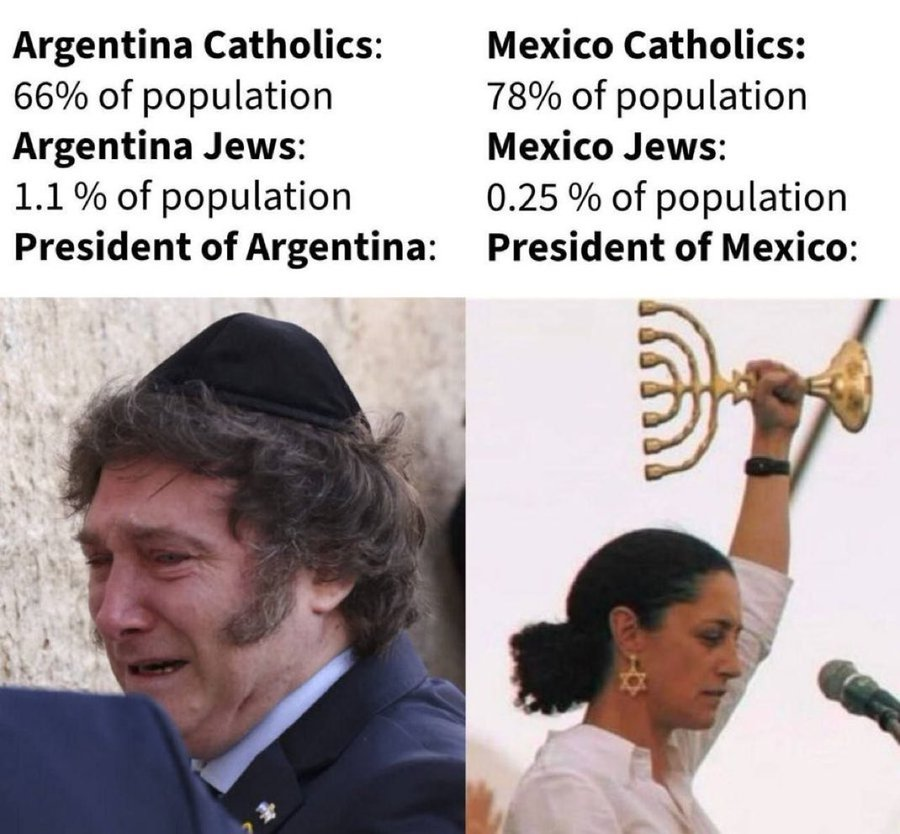 Argentina Catholics:
66% of population
Argentina Jews:
1.1 % of population
President of Argentina:
Mexico Catholics:
78% of population
Mexico Jews:
0.25 % of population
President of Mexico: